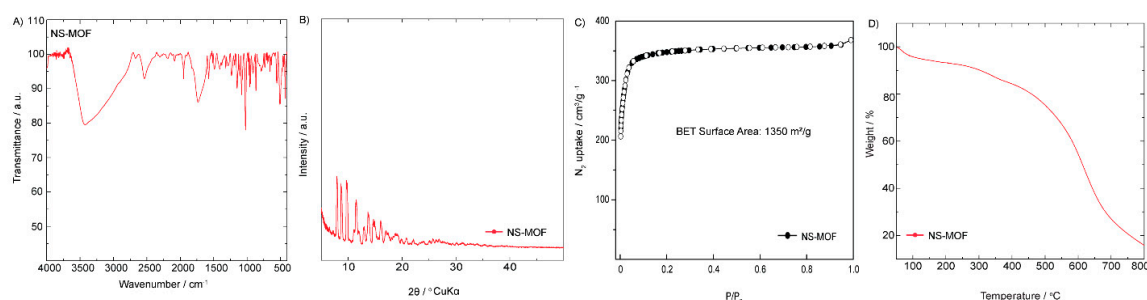 A)
NS-MOF
Transmittance / a.u.
100
90
80
70
60
50
4000
3500
3000
2500
2000
1500
1000
500
Wavenumber / cm⁻¹
B)
Intensity / a.u.
NS-MOF
10
20
30
40
2θ / °CuKα
C)
N₂ uptake / cm³/g⁻¹
400
300
200
100
0
BET Surface Area: 1350 m²/g
NS-MOF
0
0.2
0.4
0.6
0.8
1.0
P/P₀
D)
Weight / %
100
80
60
40
20
NS-MOF
100
200
300
400
500
600
700
800
Temperature / °C